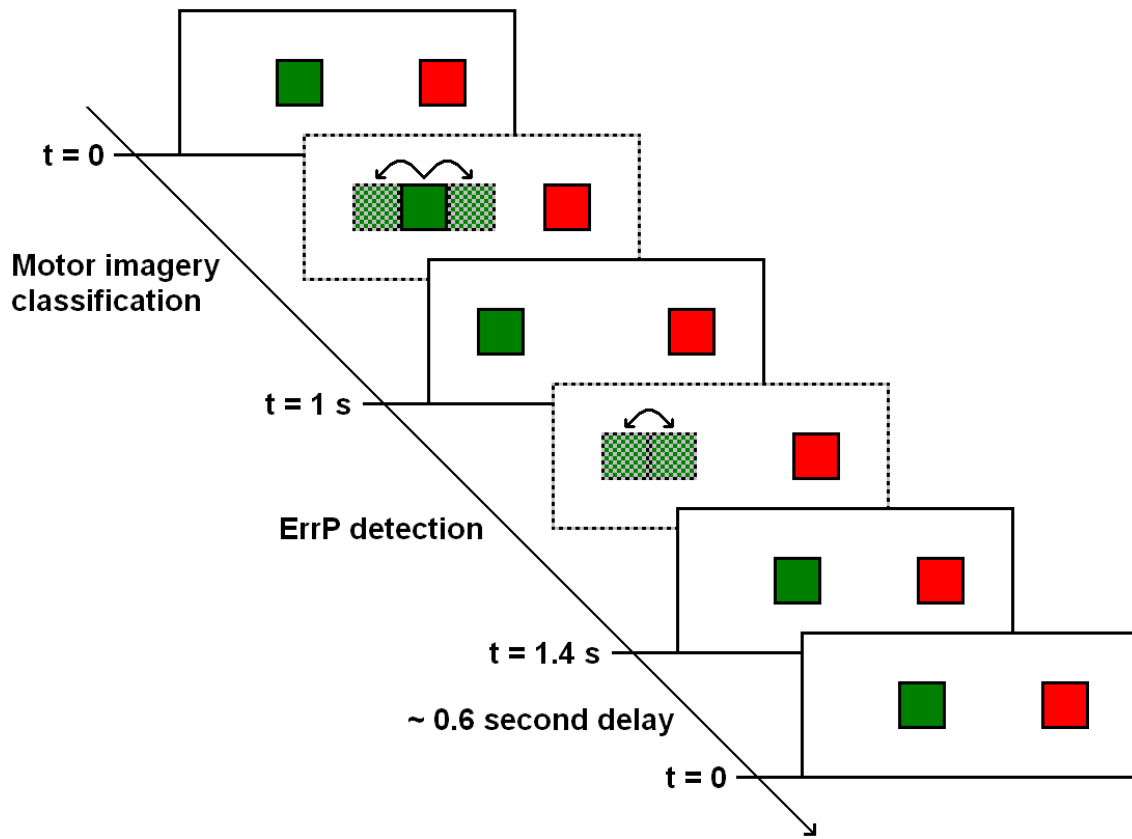 t = 0
Motor imagery
classification
t = 1 s
ErrP detection
t = 1.4 s
~ 0.6 second delay
t = 0